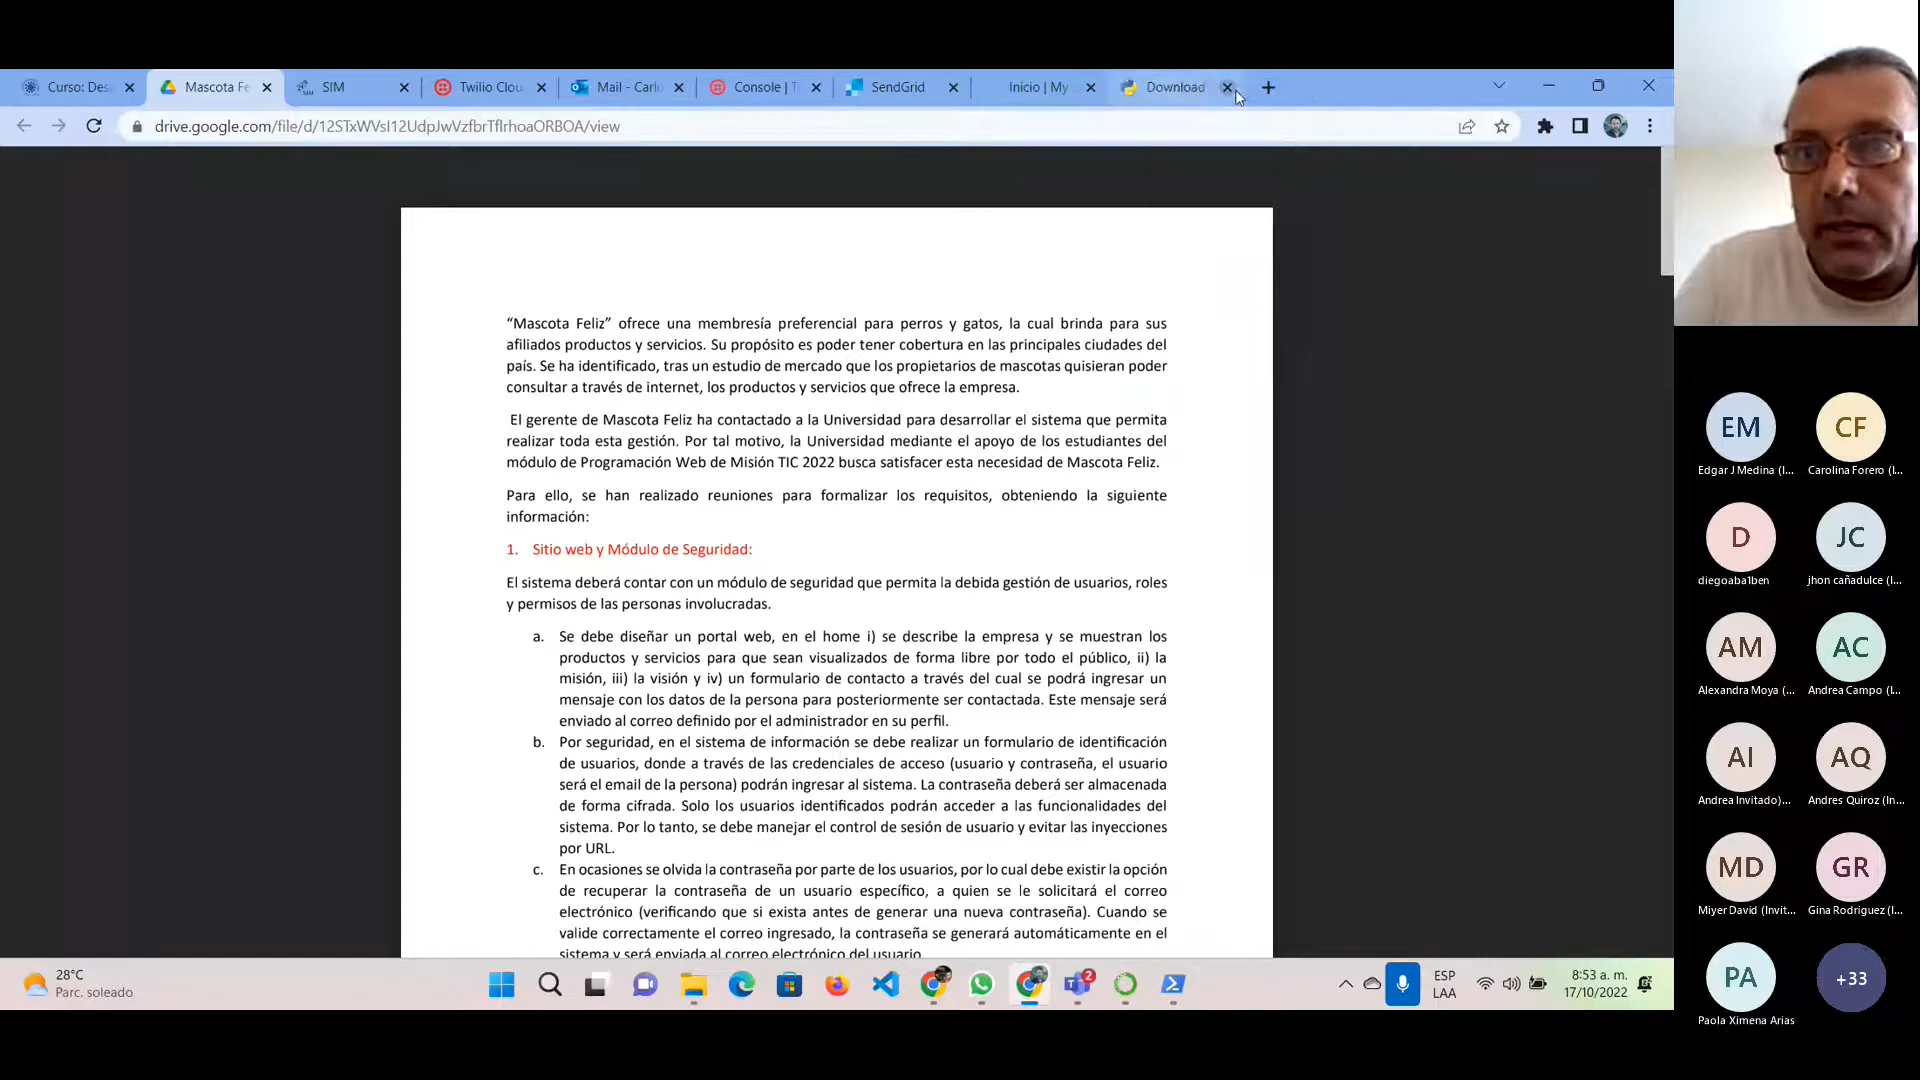 Curso: Desa
Mascota Fe
SIM
Twilio Clou
Mail - Carlo
Console | T
SendGrid
Inicio | My
Download
drive.google.com/file/d/12STxWVsI12UdpJwVzfbrTflrhoaORBOA/view
“Mascota Feliz” ofrece una membresía preferencial para perros y gatos, la cual brinda para sus
afiliados productos y servicios. Su propósito es poder tener cobertura en las principales ciudades del
país. Se ha identificado, tras un estudio de mercado que los propietarios de mascotas quisieran poder
consultar a través de internet, los productos y servicios que ofrece la empresa.
El gerente de Mascota Feliz ha contactado a la Universidad para desarrollar el sistema que permita
realizar toda esta gestión. Por tal motivo, la Universidad mediante el apoyo de los estudiantes del
módulo de Programación Web de Misión TIC 2022 busca satisfacer esta necesidad de Mascota Feliz.
Para ello, se han realizado reuniones para formalizar los requisitos, obteniendo la siguiente
información:
1. Sitio web y Módulo de Seguridad:
El sistema deberá contar con un módulo de seguridad que permita la debida gestión de usuarios, roles
y permisos de las personas involucradas.
a. Se debe diseñar un portal web, en el home i) se describe la empresa y se muestran los
productos y servicios para que sean visualizados de forma libre por todo el público, ii) la
misión, iii) la visión y iv) un formulario de contacto a través del cual se podrá ingresar un
mensaje con los datos de la persona para posteriormente ser contactada. Este mensaje será
enviado al correo definido por el administrador en su perfil.
b. Por seguridad, en el sistema de información se debe realizar un formulario de identificación
de usuarios, donde a través de las credenciales de acceso (usuario y contraseña, el usuario
será el email de la persona) podrán ingresar al sistema. La contraseña deberá ser almacenada
de forma cifrada. Solo los usuarios identificados podrán acceder a las funcionalidades del
sistema. Por lo tanto, se debe manejar el control de sesión de usuario y evitar las inyecciones
por URL.
c. En ocasiones se olvida la contraseña por parte de los usuarios, por lo cual debe existir la opción
de recuperar la contraseña de un usuario específico, a quien se le solicitará el correo
electrónico (verificando que si exista antes de generar una nueva contraseña). Cuando se
valide correctamente el correo ingresado, la contraseña se generará automáticamente en el
sistema y será enviada al correo electrónico del usuario.
28°C
Parc. soleado
2
ESP
LAA
8:53 a. m.
17/10/2022
EM
Edgar J Medina (I...
CF
Carolina Forero (I...
D
diegoaba1ben
JC
jhon cañadulce (I...
AM
Alexandra Moya (...
AC
Andrea Campo (I...
AI
Andrea Invitado)...
AQ
Andres Quiroz (In...
MD
Miyer David (Invit...
GR
Gina Rodriguez (I...
PA
Paola Ximena Arias
+33